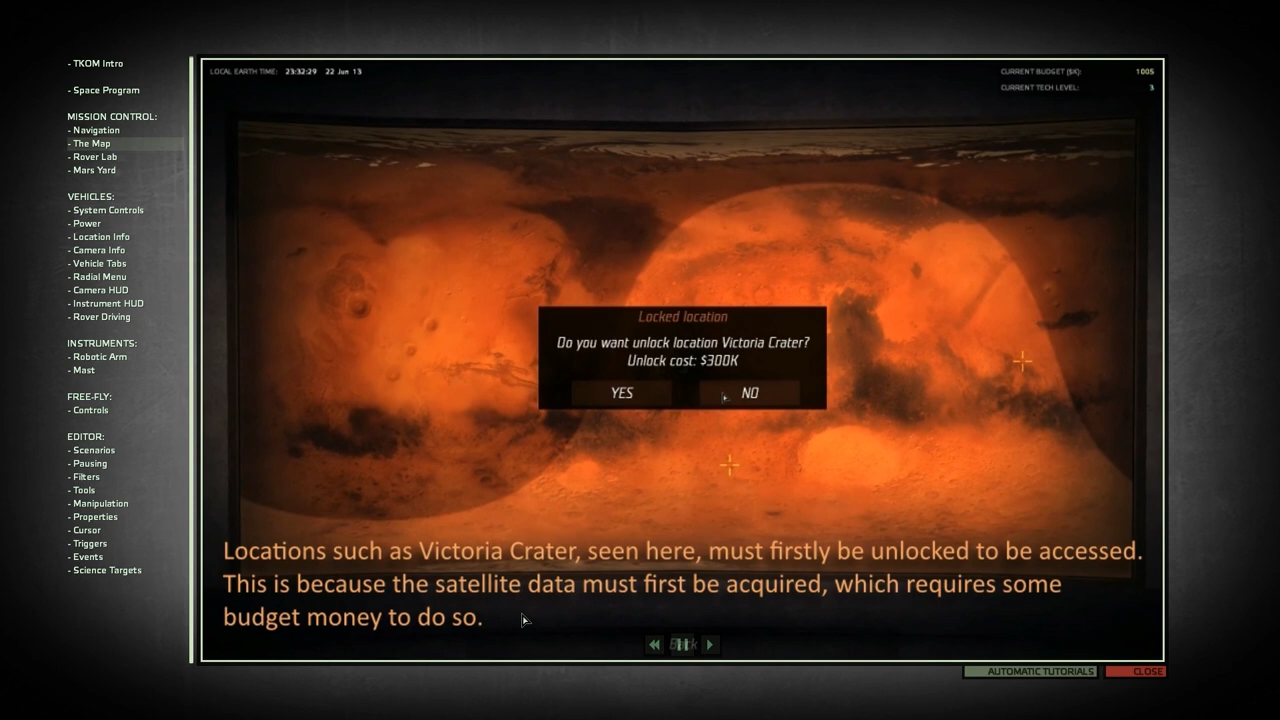 - TKOM Intro
- Space Program
MISSION CONTROL:
- Navigation
- The Map
- Rover Lab
- Mars Yard
VEHICLES:
- System Controls
- Power
- Location Info
- Camera Info
- Vehicle Tabs
- Radial Menu
- Camera HUD
- Instrument HUD
- Rover Driving
INSTRUMENTS:
- Robotic Arm
- Mast
FREE-FLY:
- Controls
EDITOR:
- Scenarios
- Pausing
- Filters
- Tools
- Manipulation
- Properties
- Cursor
- Triggers
- Events
- Science Targets
LOCAL EARTH TIME: 23:32:29 22 Jun 13
CURRENT BUDGET ($K): 1005
CURRENT TECH LEVEL: 3
Locked location
Do you want unlock location Victoria Crater?
Unlock cost: $300K
YES NO
Locations such as Victoria Crater, seen here, must firstly be unlocked to be accessed.
This is because the satellite data must first be acquired, which requires some
budget money to do so.
Back
AUTOMATIC TUTORIALS CLOSE